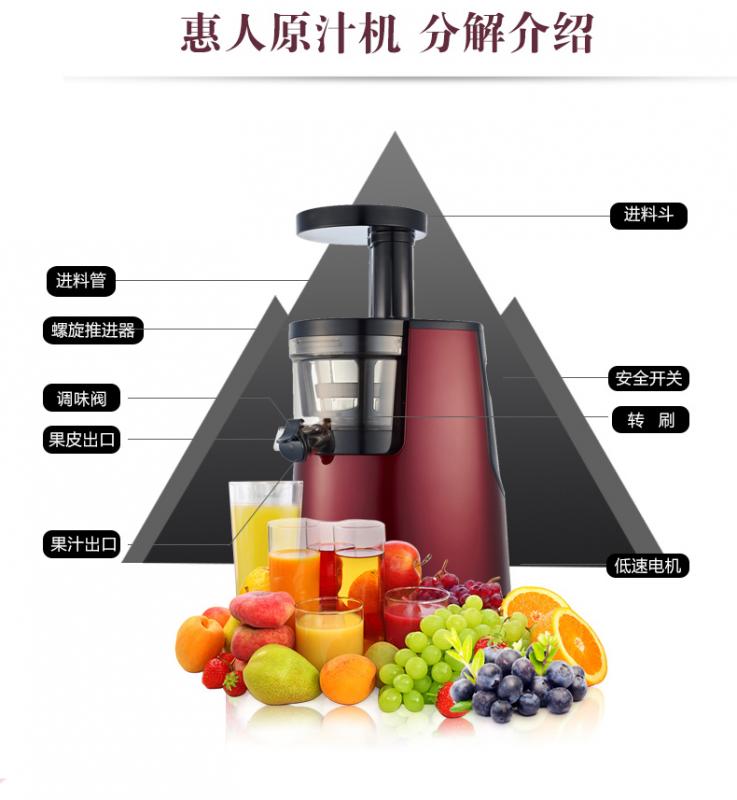 惠人原汁机 分解介绍
进料斗
进料管
螺旋推进器
安全开关
调味阀
转 刷
果皮出口
果汁出口
低速电机